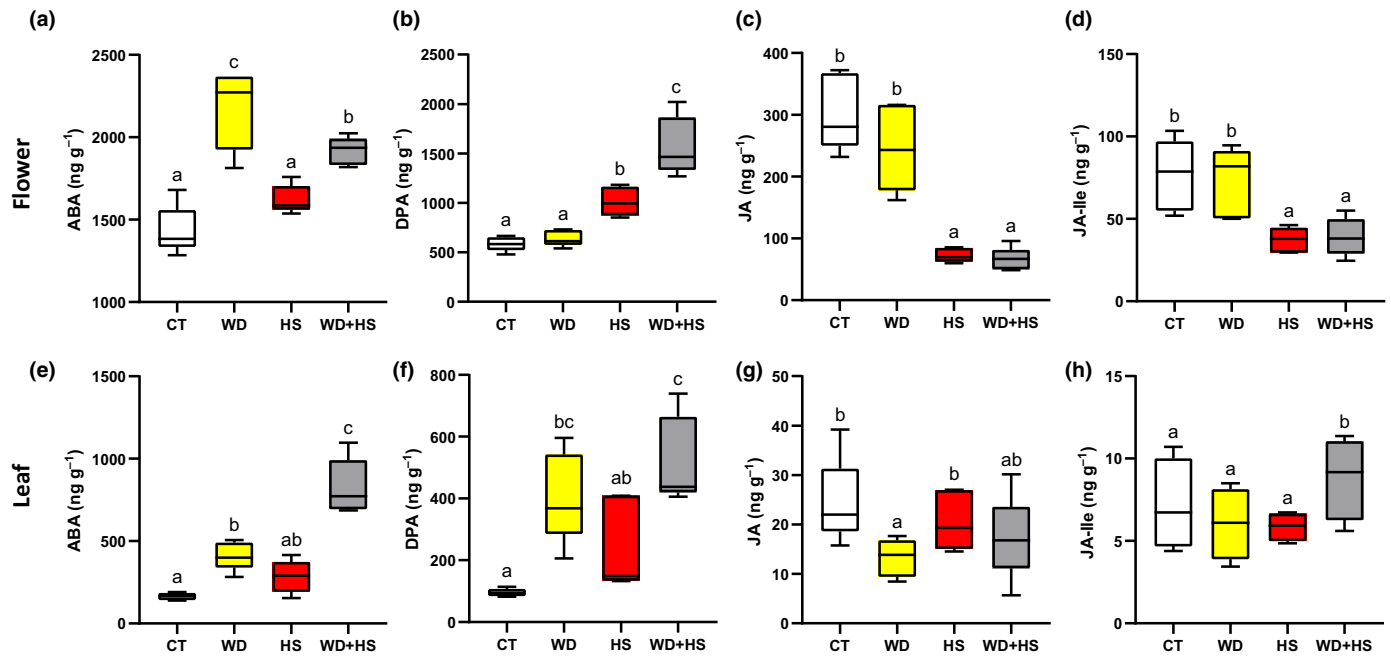 (a)
ABA (ng g⁻¹)
2500
2000
1500
1000
a
c
a
b
CT
WD
HS
WD+HS
(b)
DPA (ng g⁻¹)
2500
2000
1500
1000
500
0
a
a
b
c
CT
WD
HS
WD+HS
(c)
JA (ng g⁻¹)
400
300
200
100
0
b
b
a
a
CT
WD
HS
WD+HS
(d)
JA-Ile (ng g⁻¹)
150
100
50
0
b
b
a
a
CT
WD
HS
WD+HS
Flower
(e)
ABA (ng g⁻¹)
1500
1000
500
0
a
b
ab
c
CT
WD
HS
WD+HS
(f)
DPA (ng g⁻¹)
800
600
400
200
0
a
bc
ab
c
CT
WD
HS
WD+HS
(g)
JA (ng g⁻¹)
50
40
30
20
10
0
b
a
b
ab
CT
WD
HS
WD+HS
(h)
JA-Ile (ng g⁻¹)
15
10
5
0
a
a
a
b
CT
WD
HS
WD+HS
Leaf